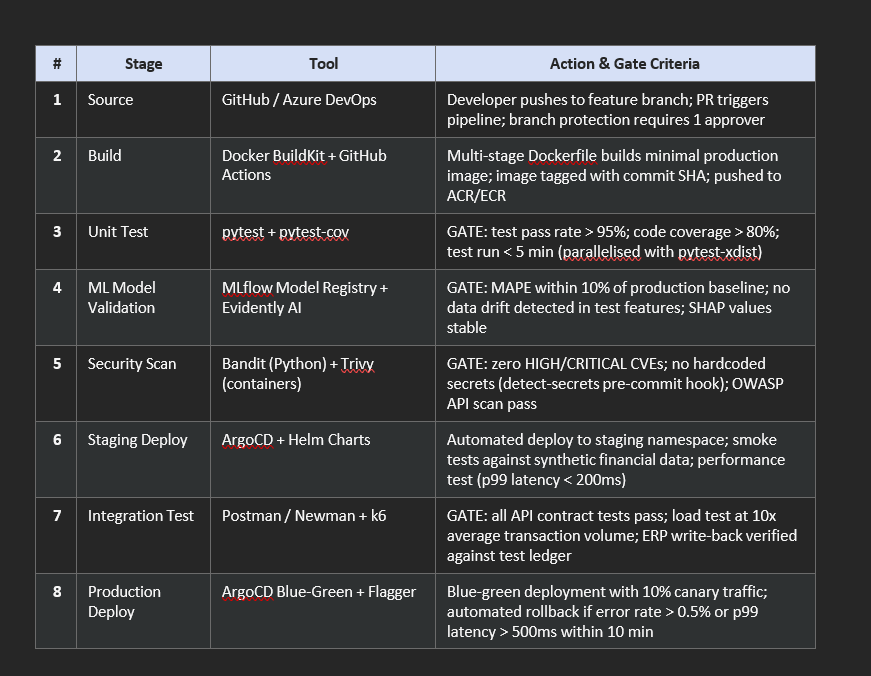 # Stage Tool Action & Gate Criteria
1 Source GitHub / Azure DevOps Developer pushes to feature branch; PR triggers
pipeline; branch protection requires 1 approver
2 Build Docker BuildKit + GitHub Multi-stage Dockerfile builds minimal production
Actions image; image tagged with commit SHA; pushed to
ACR/ECR
3 Unit Test pytest + pytest-cov GATE: test pass rate > 95%; code coverage > 80%;
test run < 5 min (parallelised with pytest-xdist)
4 ML Model MLflow Model Registry + GATE: MAPE within 10% of production baseline; no
Validation Evidently AI data drift detected in test features; SHAP values
stable
5 Security Scan Bandit (Python) + Trivy GATE: zero HIGH/CRITICAL CVEs; no hardcoded
(containers) secrets (detect-secrets pre-commit hook); OWASP
API scan pass
6 Staging Deploy ArgoCD + Helm Charts Automated deploy to staging namespace; smoke
tests against synthetic financial data; performance
test (p99 latency < 200ms)
7 Integration Test Postman / Newman + k6 GATE: all API contract tests pass; load test at 10x
average transaction volume; ERP write-back verified
against test ledger
8 Production ArgoCD Blue-Green + Flagger Blue-green deployment with 10% canary traffic;
Deploy automated rollback if error rate > 0.5% or p99
latency > 500ms within 10 min